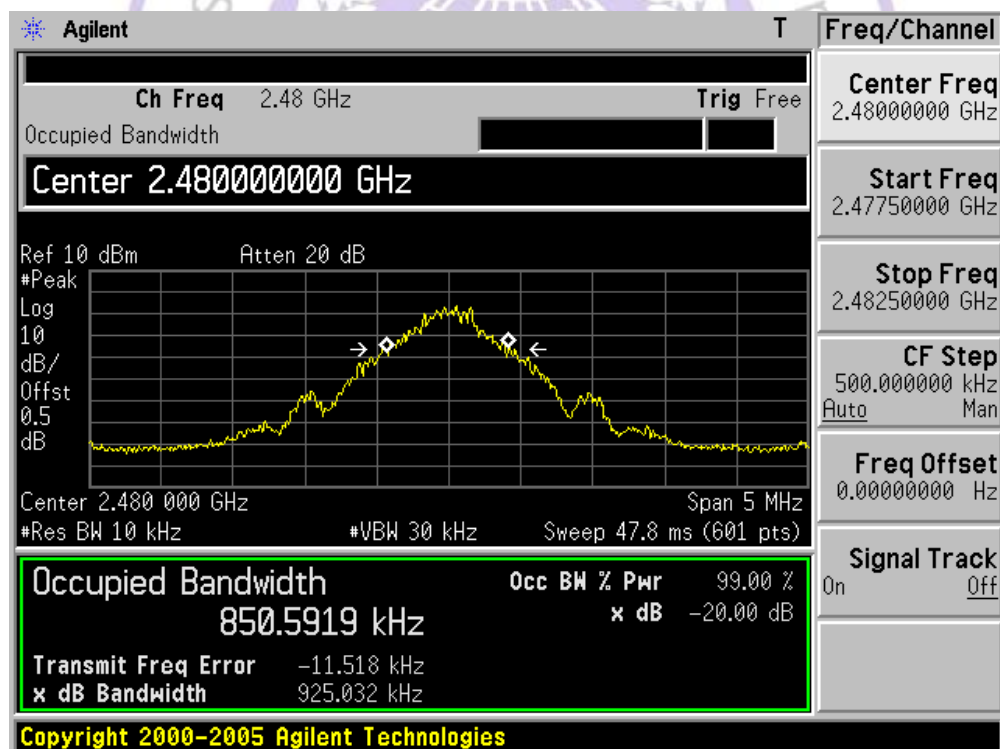 Agilent T
Ch Freq 2.48 GHz Trig Free
Occupied Bandwidth
Center 2.480000000 GHz
Ref 10 dBm Atten 20 dB
#Peak
Log
10
dB/
Offst
0.5
dB
Center 2.480 000 GHz Span 5 MHz
#Res BW 10 kHz #VBW 30 kHz Sweep 47.8 ms (601 pts)
Occupied Bandwidth Occ BW % Pwr 99.00 %
850.5919 kHz x dB -20.00 dB
Transmit Freq Error -11.518 kHz
x dB Bandwidth 925.032 kHz
Copyright 2000-2005 Agilent Technologies
Freq/Channel
Center Freq
2.48000000 GHz
Start Freq
2.47750000 GHz
Stop Freq
2.48250000 GHz
CF Step
500.000000 kHz
Auto Man
Freq Offset
0.00000000 Hz
Signal Track
On Off